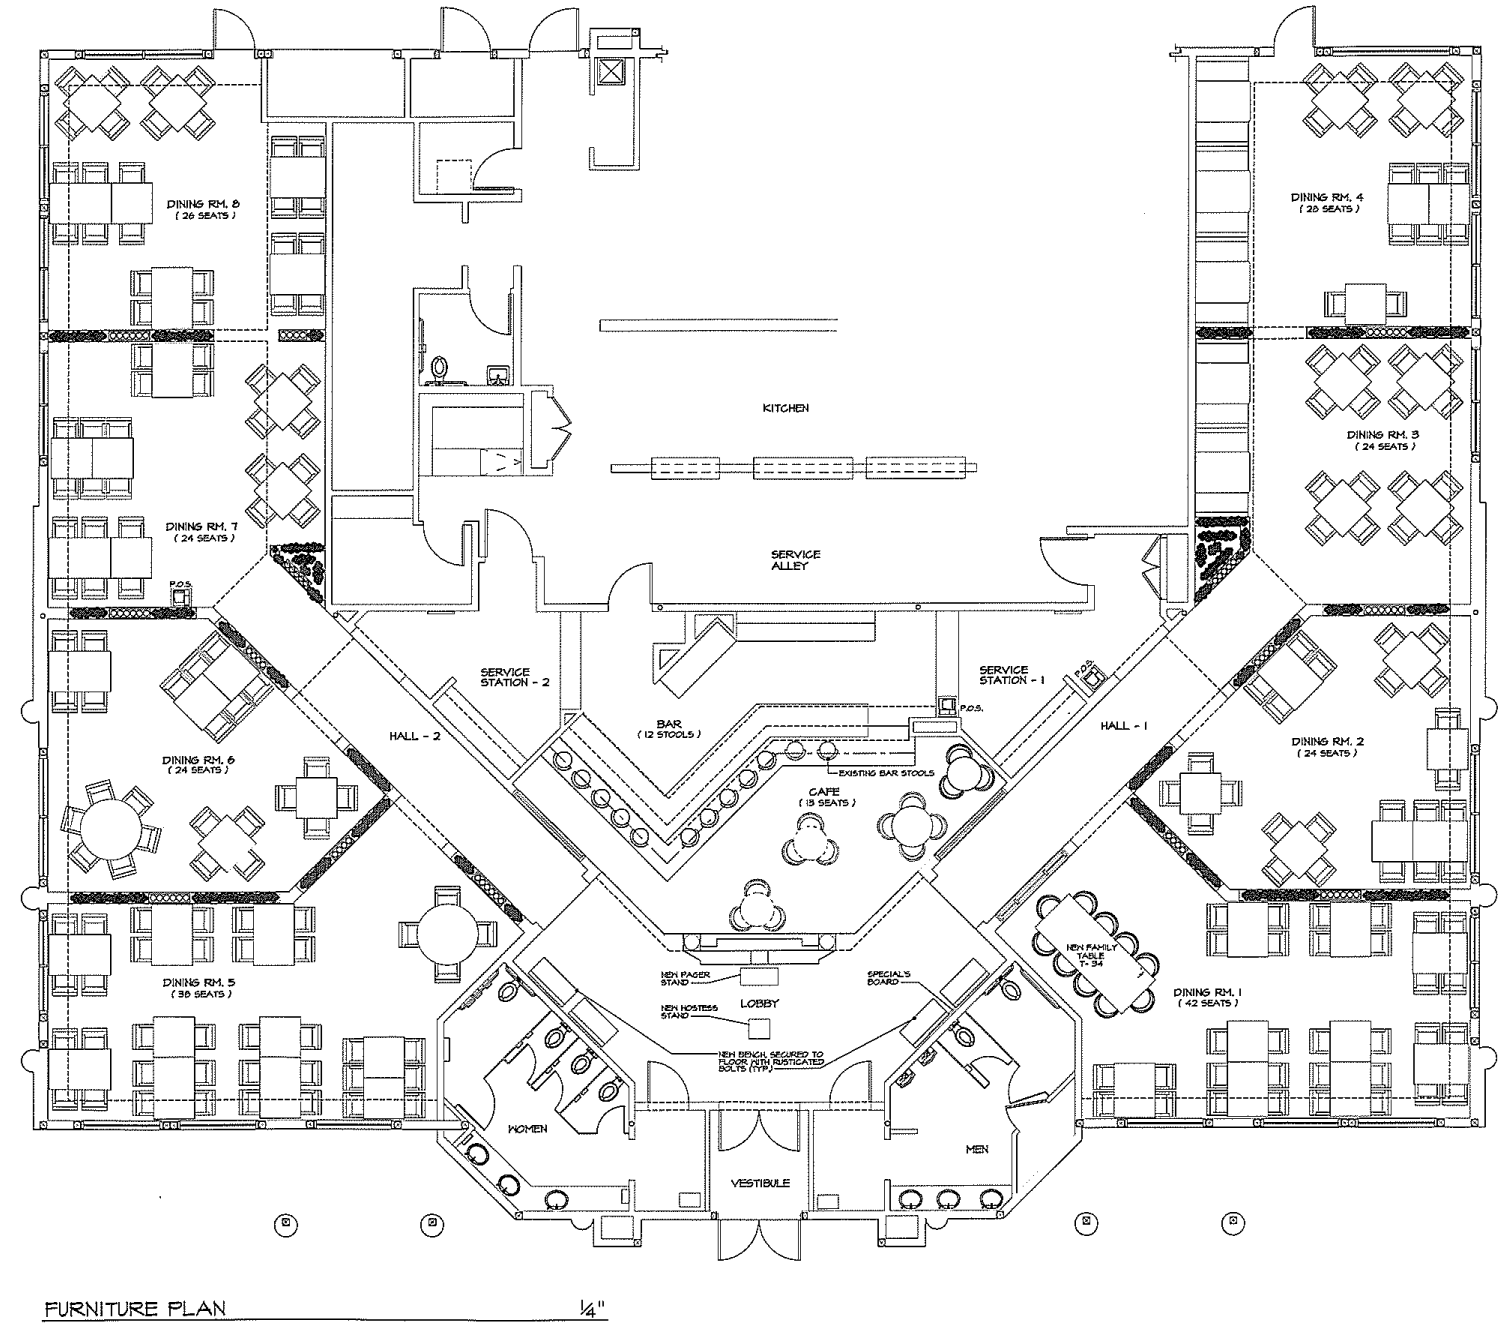 DINING RM. 8
( 26 SEATS )
DINING RM. 4
( 28 SEATS )
KITCHEN
DINING RM. 3
( 24 SEATS )
DINING RM. 7
( 24 SEATS )
P.O.S.
SERVICE
ALLEY
SERVICE
STATION - 2
SERVICE
STATION - 1
P.O.S.
P.O.S.
BAR
( 12 STOOLS )
HALL - 2
HALL - 1
DINING RM. 6
( 24 SEATS )
DINING RM. 2
( 24 SEATS )
EXISTING BAR STOOLS
CAFE
( 13 SEATS )
NEW FAMILY
TABLE
T- 34
DINING RM. 5
( 38 SEATS )
DINING RM. 1
( 42 SEATS )
NEW PAGER
STAND
SPECIAL'S
BOARD
LOBBY
NEW HOSTESS
STAND
NEW BENCH, SECURED TO
FLOOR WITH RUSTICATED
BOLTS (TYP.)
WOMEN
MEN
VESTIBULE
FURNITURE PLAN 1/4"